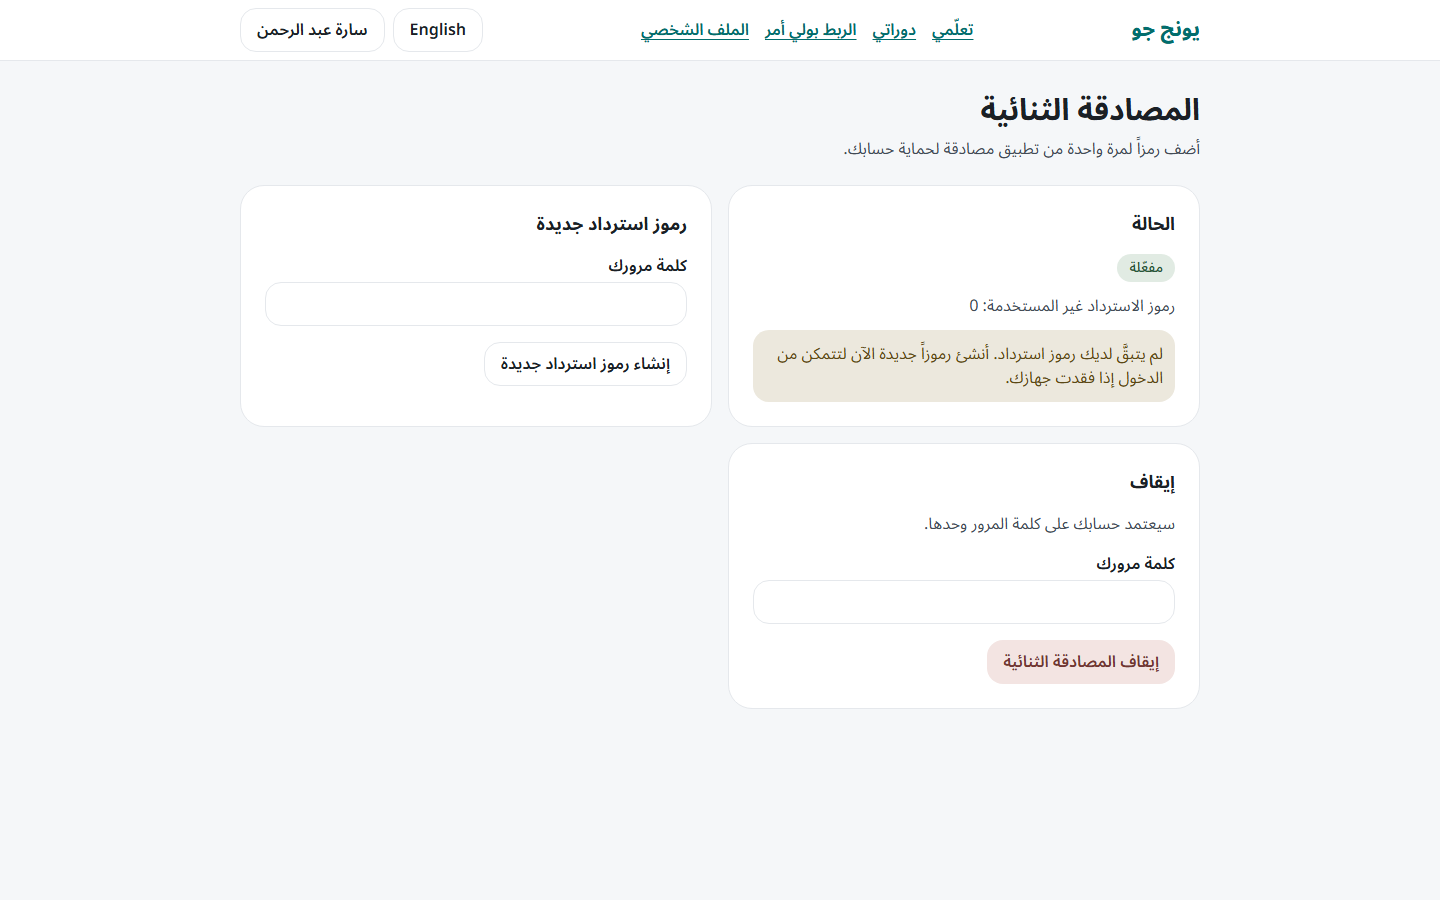 يونج جو
تعلّمي
دوراتي
الربط بولي أمر
الملف الشخصي
English
سارة عبد الرحمن
المصادقة الثنائية
أضف رمزاً لمرة واحدة من تطبيق مصادقة لحماية حسابك.
الحالة
مفعّلة
رموز الاسترداد غير المستخدمة: 0
لم يتبقَّ لديك رموز استرداد. أنشئ رموزاً جديدة الآن لتتمكن من
الدخول إذا فقدت جهازك.
رموز استرداد جديدة
كلمة مرورك
إنشاء رموز استرداد جديدة
إيقاف
سيعتمد حسابك على كلمة المرور وحدها.
كلمة مرورك
إيقاف المصادقة الثنائية